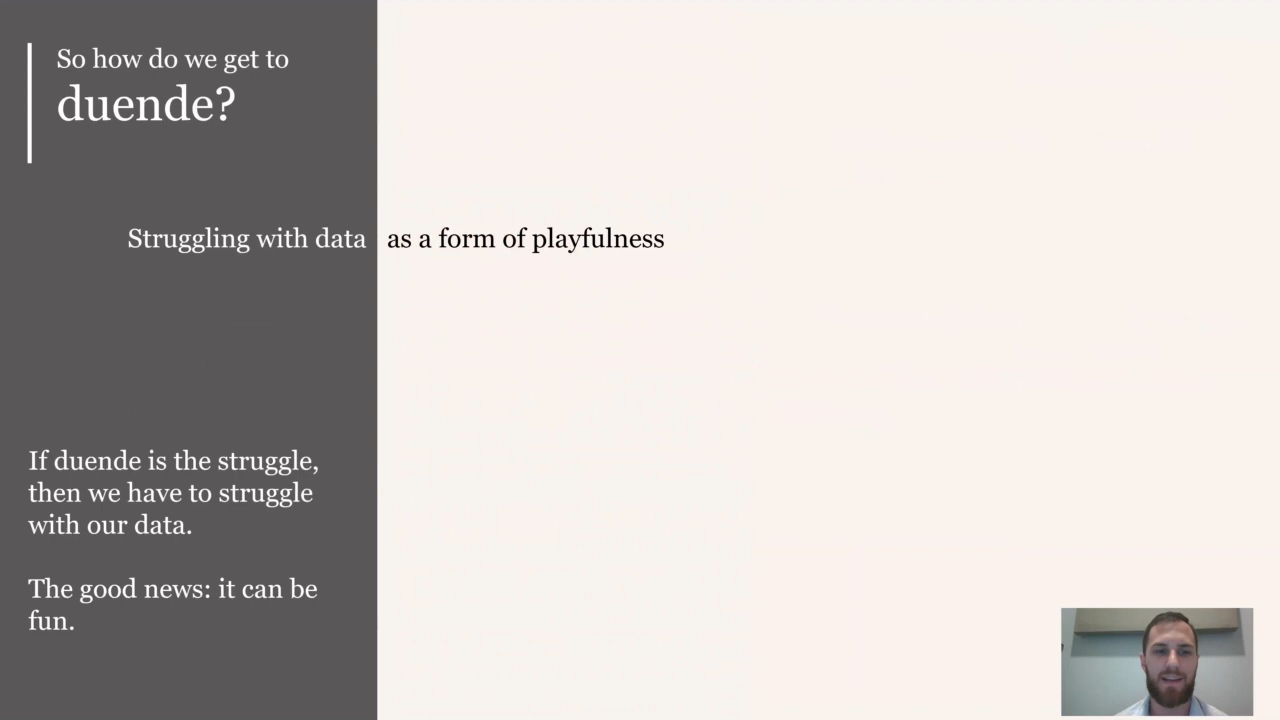 So how do we get to
duende?
Struggling with data as a form of playfulness
If duende is the struggle,
then we have to struggle
with our data.
The good news: it can be
fun.